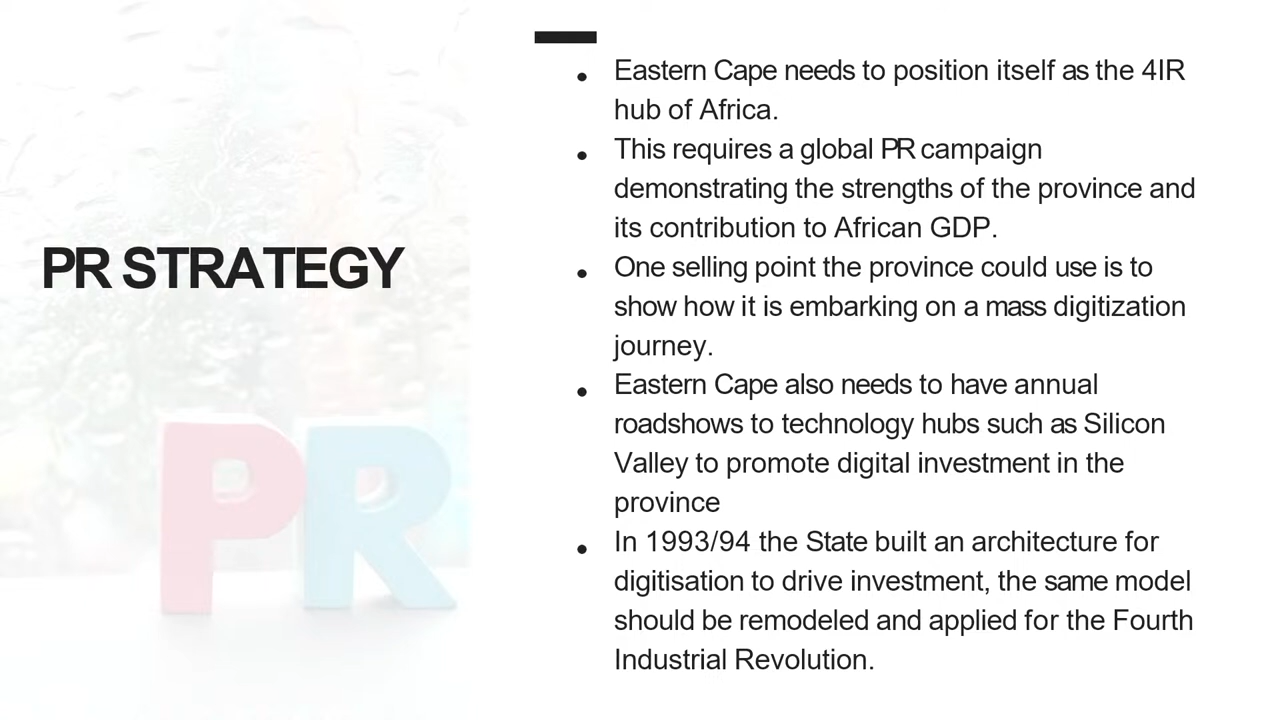 PR STRATEGY
• Eastern Cape needs to position itself as the 4IR
hub of Africa.
• This requires a global PR campaign
demonstrating the strengths of the province and
its contribution to African GDP.
• One selling point the province could use is to
show how it is embarking on a mass digitization
journey.
• Eastern Cape also needs to have annual
roadshows to technology hubs such as Silicon
Valley to promote digital investment in the
province
• In 1993/94 the State built an architecture for
digitisation to drive investment, the same model
should be remodeled and applied for the Fourth
Industrial Revolution.
PR